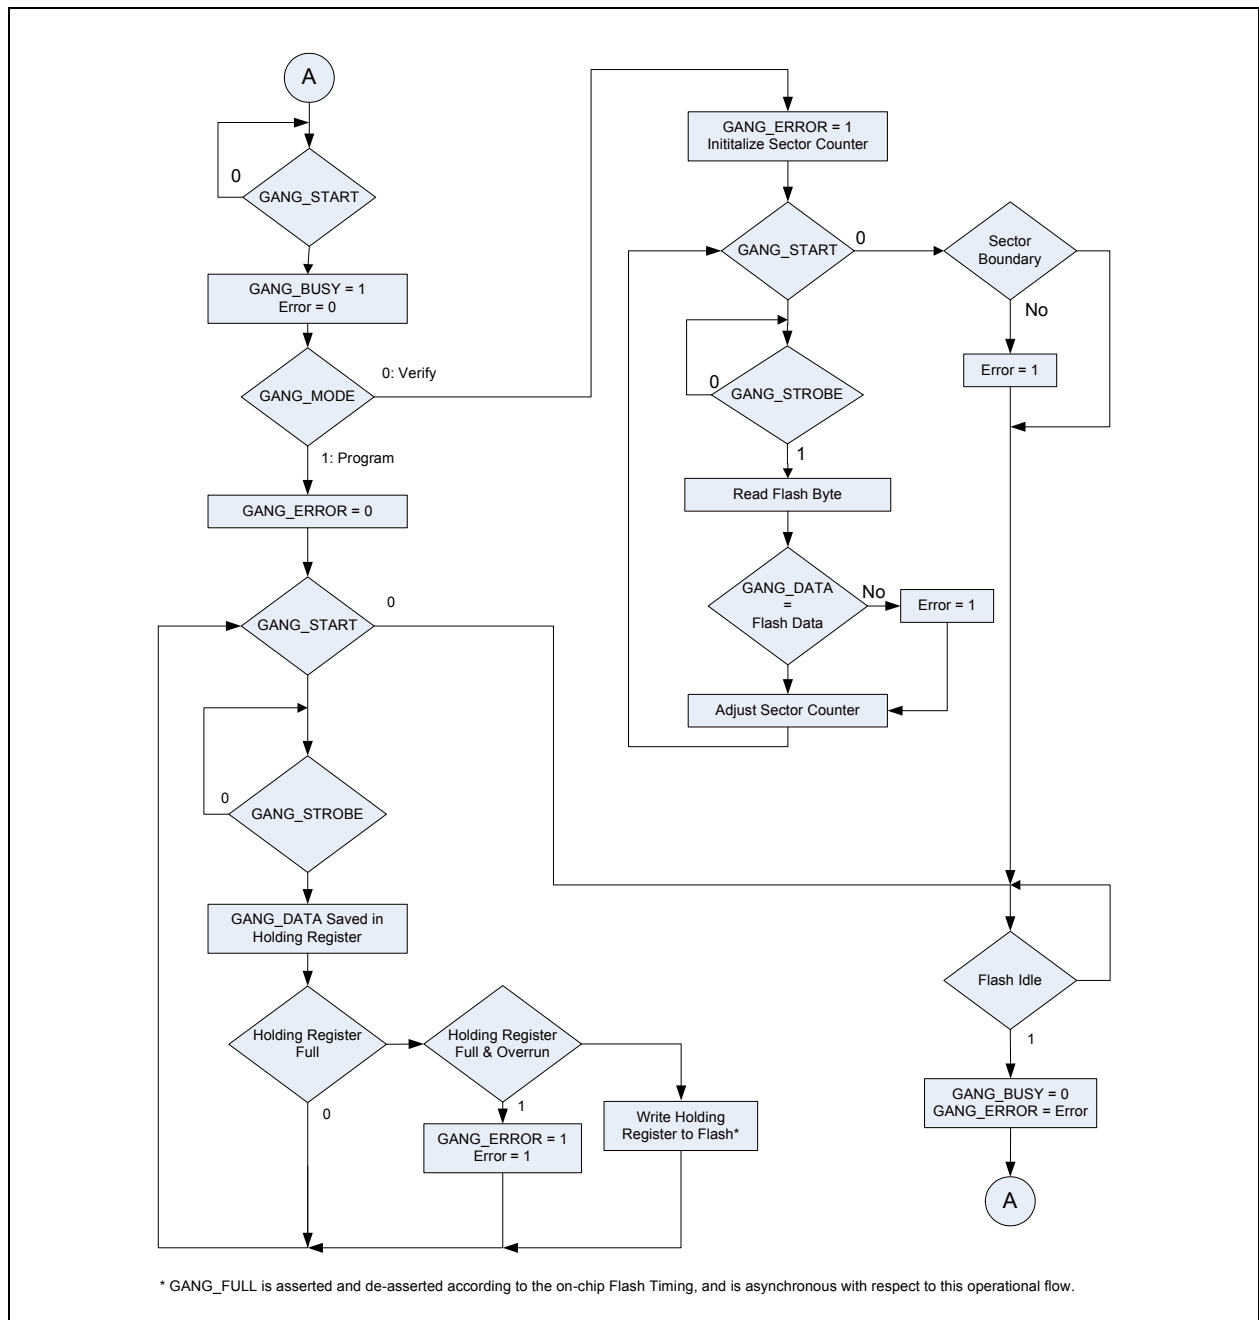 A
0
GANG_START
GANG_BUSY = 1
Error = 0
GANG_MODE
0: Verify
1: Program
GANG_ERROR = 0
GANG_START
0
GANG_STROBE
0
GANG_DATA Saved in
Holding Register
Holding Register
Full
0
Holding Register
Full & Overrun
1
GANG_ERROR = 1
Error = 1
Write Holding
Register to Flash*
GANG_ERROR = 1
Inititalize Sector Counter
GANG_START
0
Sector
Boundary
No
Error = 1
GANG_STROBE
0
1
Read Flash Byte
GANG_DATA
=
Flash Data
No
Error = 1
Adjust Sector Counter
Flash Idle
1
GANG_BUSY = 0
GANG_ERROR = Error
A
* GANG_FULL is asserted and de-asserted according to the on-chip Flash Timing, and is asynchronous with respect to this operational flow.